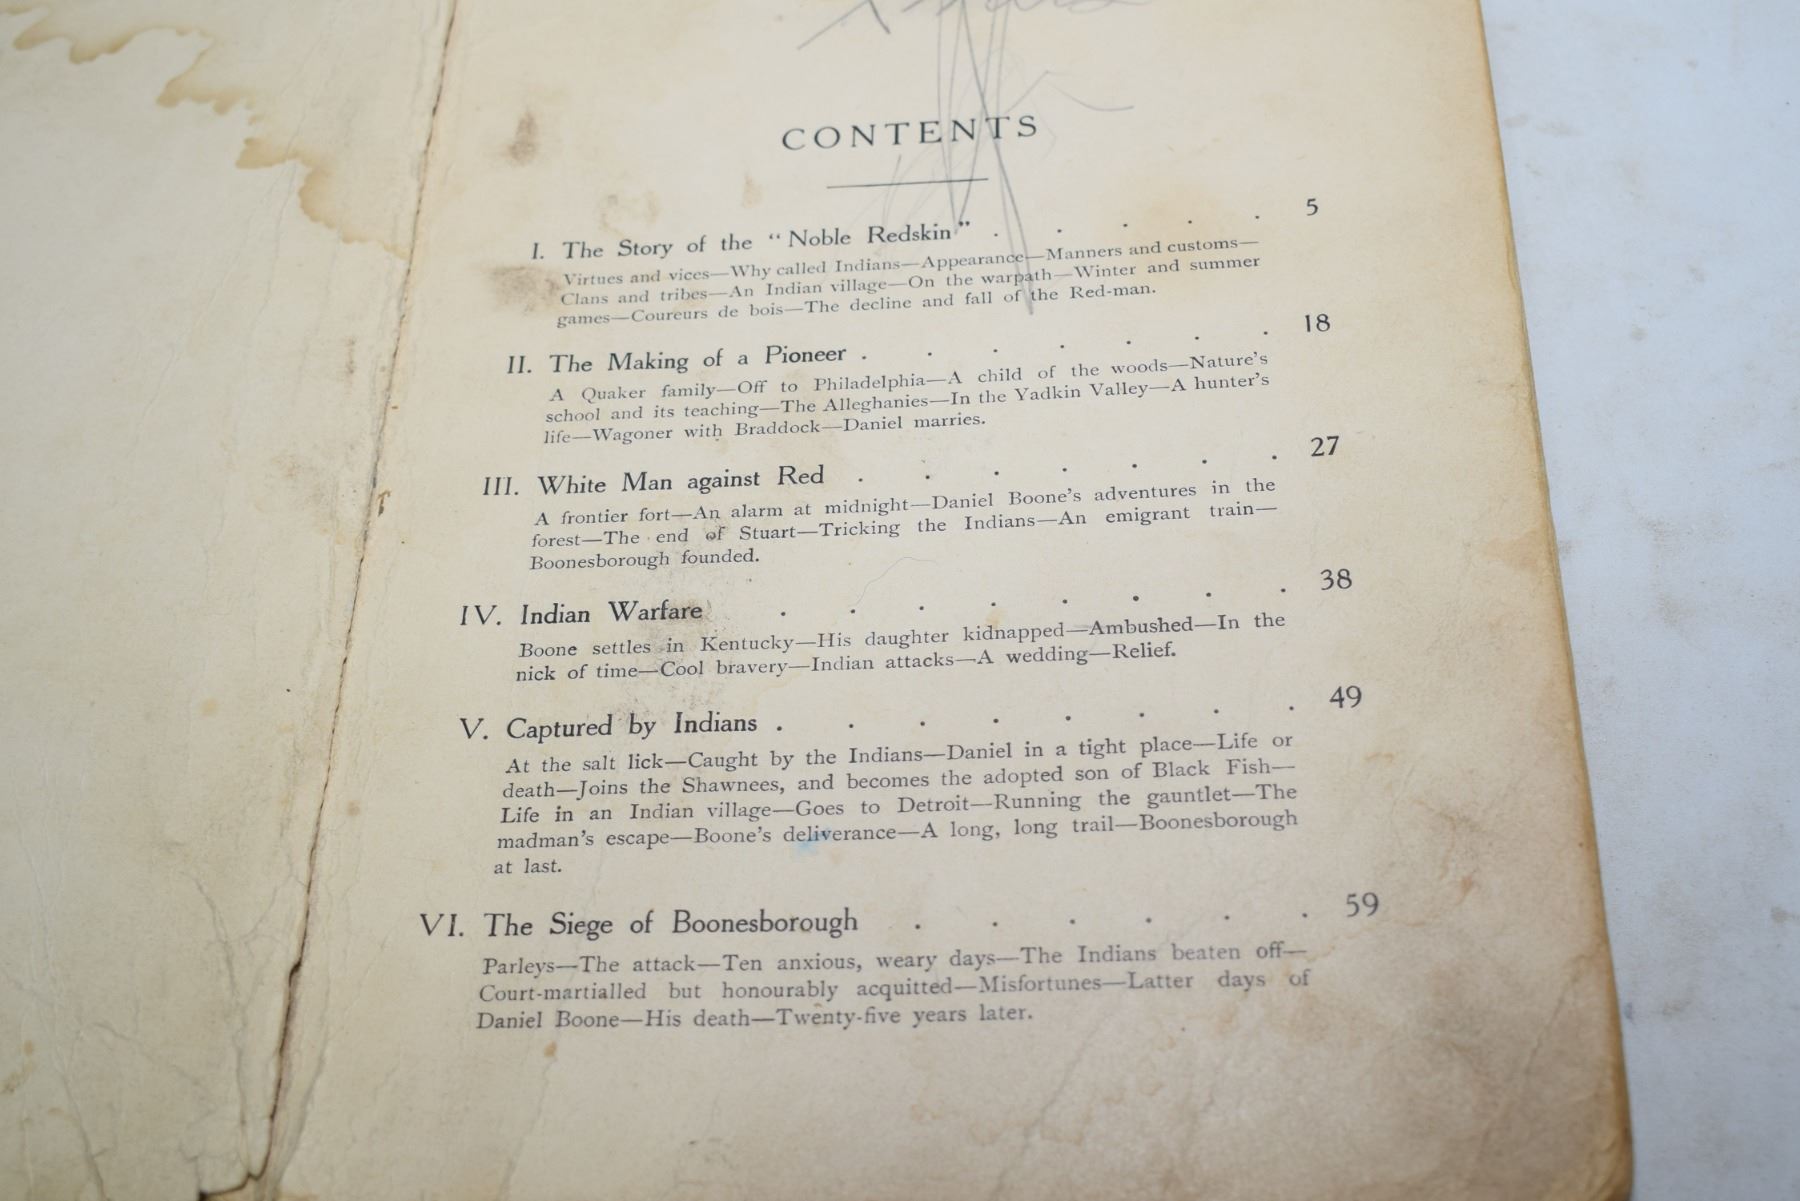 CONTENTS
I. The Story of the “Noble Redskin” . . . . . 5
Virtues and vices—Why called Indians—Appearance—Manners and customs—
Clans and tribes—An Indian village—On the warpath—Winter and summer
games—Coureurs de bois—The decline and fall of the Red-man.
II. The Making of a Pioneer . . . . . . . 18
A Quaker family—Off to Philadelphia—A child of the woods—Nature’s
school and its teaching—The Alleghanies—In the Yadkin Valley—A hunter’s
life—Wagoner with Braddock—Daniel marries.
III. White Man against Red . . . . . . . 27
A frontier fort—An alarm at midnight—Daniel Boone’s adventures in the
forest—The end of Stuart—Tricking the Indians—An emigrant train—
Boonesborough founded.
IV. Indian Warfare . . . . . . . . 38
Boone settles in Kentucky—His daughter kidnapped—Ambushed—In the
nick of time—Cool bravery—Indian attacks—A wedding—Relief.
V. Captured by Indians . . . . . . . . 49
At the salt lick—Caught by the Indians—Daniel in a tight place—Life or
death—Joins the Shawnees, and becomes the adopted son of Black Fish—
Life in an Indian village—Goes to Detroit—Running the gauntlet—The
madman’s escape—Boone’s deliverance—A long, long trail—Boonesborough
at last.
VI. The Siege of Boonesborough . . . . . . 59
Parleys—The attack—Ten anxious, weary days—The Indians beaten off—
Court-martialled but honourably acquitted—Misfortunes—Latter days of
Daniel Boone—His death—Twenty-five years later.